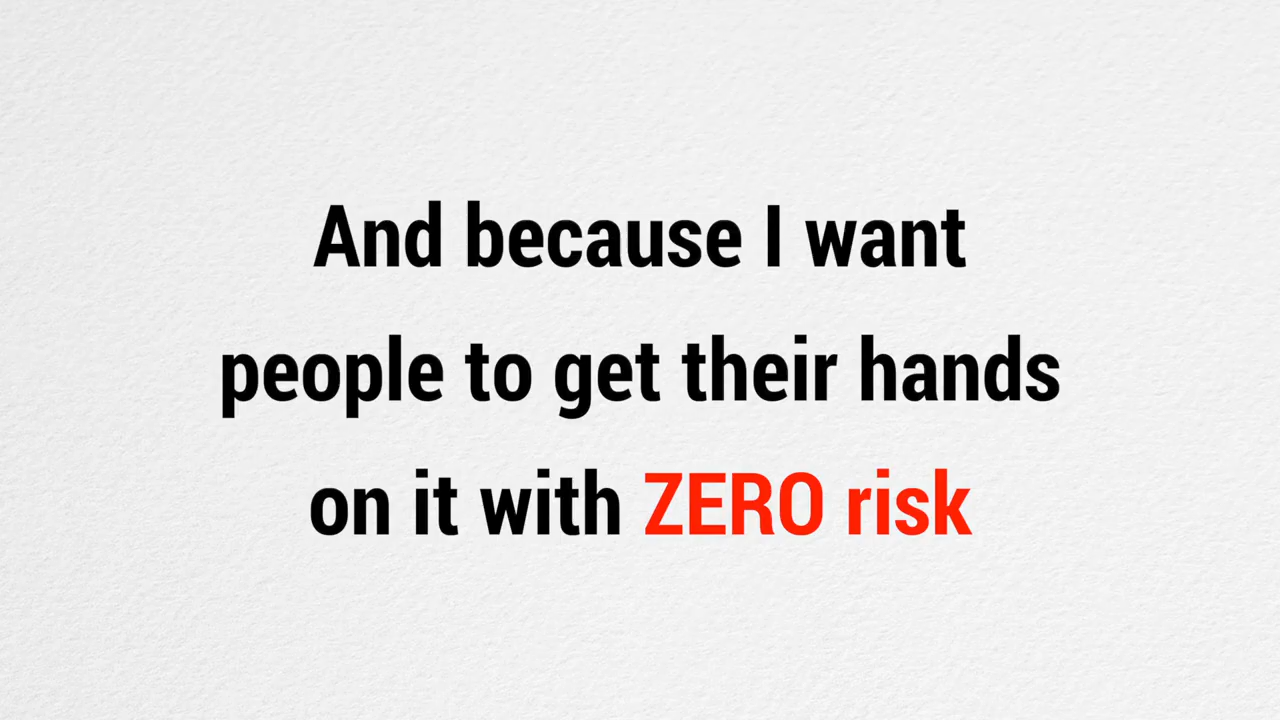 And because I want
people to get their hands
on it with ZERO risk